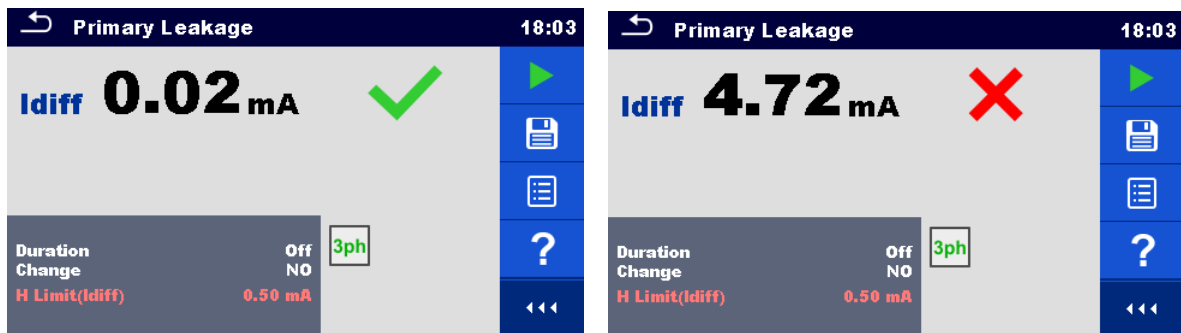 Primary Leakage 18:03
Idiff 0.02 mA
Duration Off
Change NO
H Limit(Idiff) 0.50 mA
3ph
?
Primary Leakage 18:03
Idiff 4.72 mA
Duration Off
Change NO
H Limit(Idiff) 0.50 mA
3ph
?